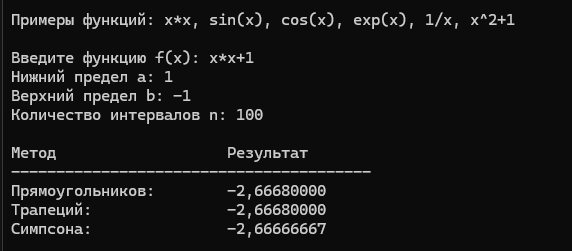 Примеры функций: x*x, sin(x), cos(x), exp(x), 1/x, x^2+1
Введите функцию f(x): x*x+1
Нижний предел a: 1
Верхний предел b: -1
Количество интервалов n: 100
Метод Результат
----------------------------------------
Прямоугольников: -2,66680000
Трапеций: -2,66680000
Симпсона: -2,66666667